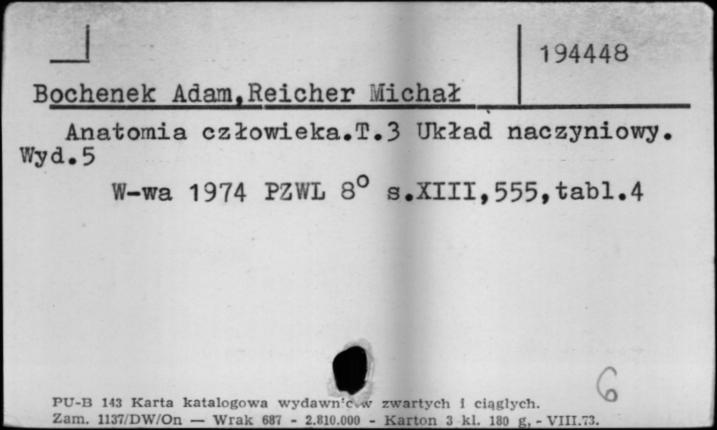 194448
Bochenek Adam,Reicher Michał
Anatomia człowieka.T.3 Układ naczyniowy.
Wyd.5
W-wa 1974 PZWL 8° s.XIII,555,tabl.4
6
PU-B 143 Karta katalogowa zwartych i ciągłych.
Zam. 1137/DW/On — Wrak 687 - 2.810.000 - Karton 3 kl. 180 g, - VIII.73.